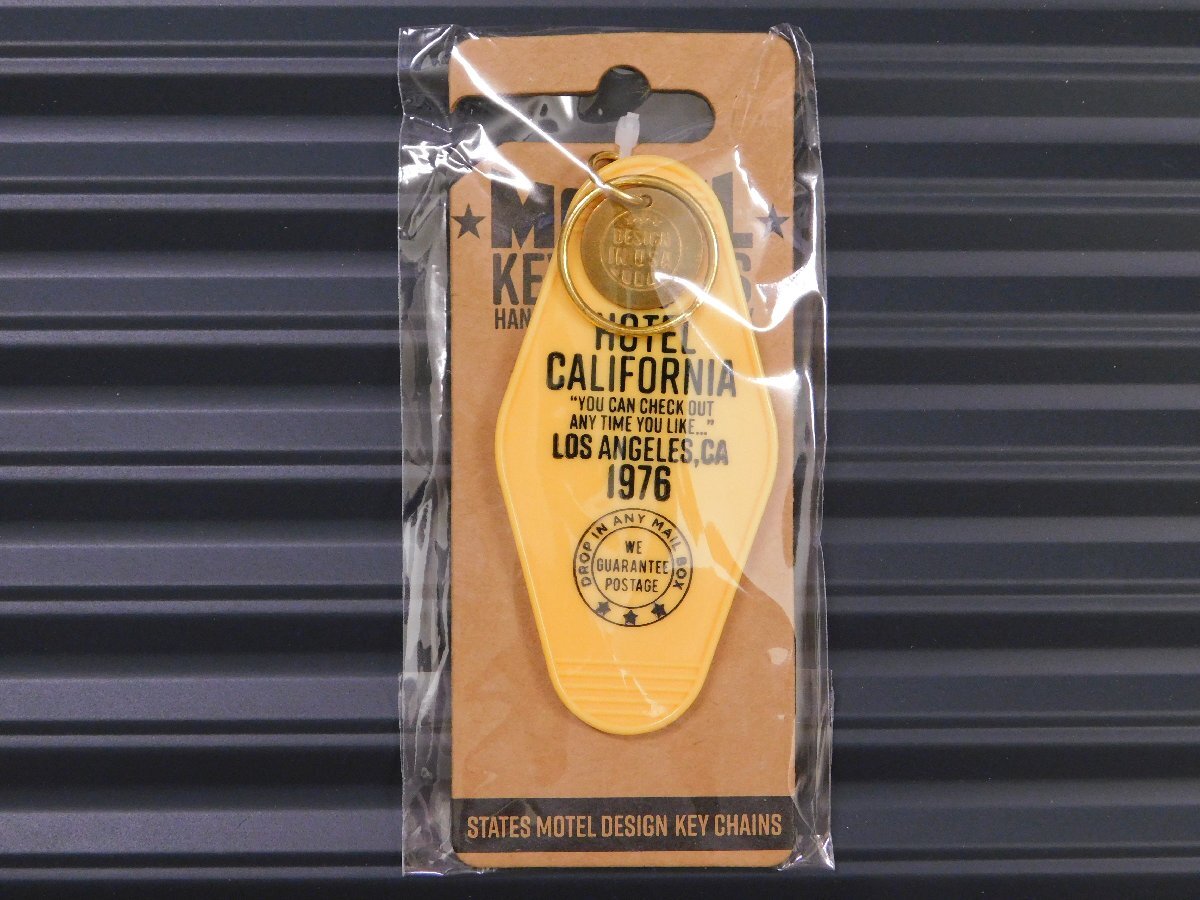 DESIGN
IN USA
HOTEL
CALIFORNIA
"YOU CAN CHECK OUT
ANY TIME YOU LIKE..."
LOS ANGELES,CA
1976
DROP IN ANY MAIL BOX
WE
GUARANTEE
POSTAGE
STATES MOTEL DESIGN KEY CHAINS